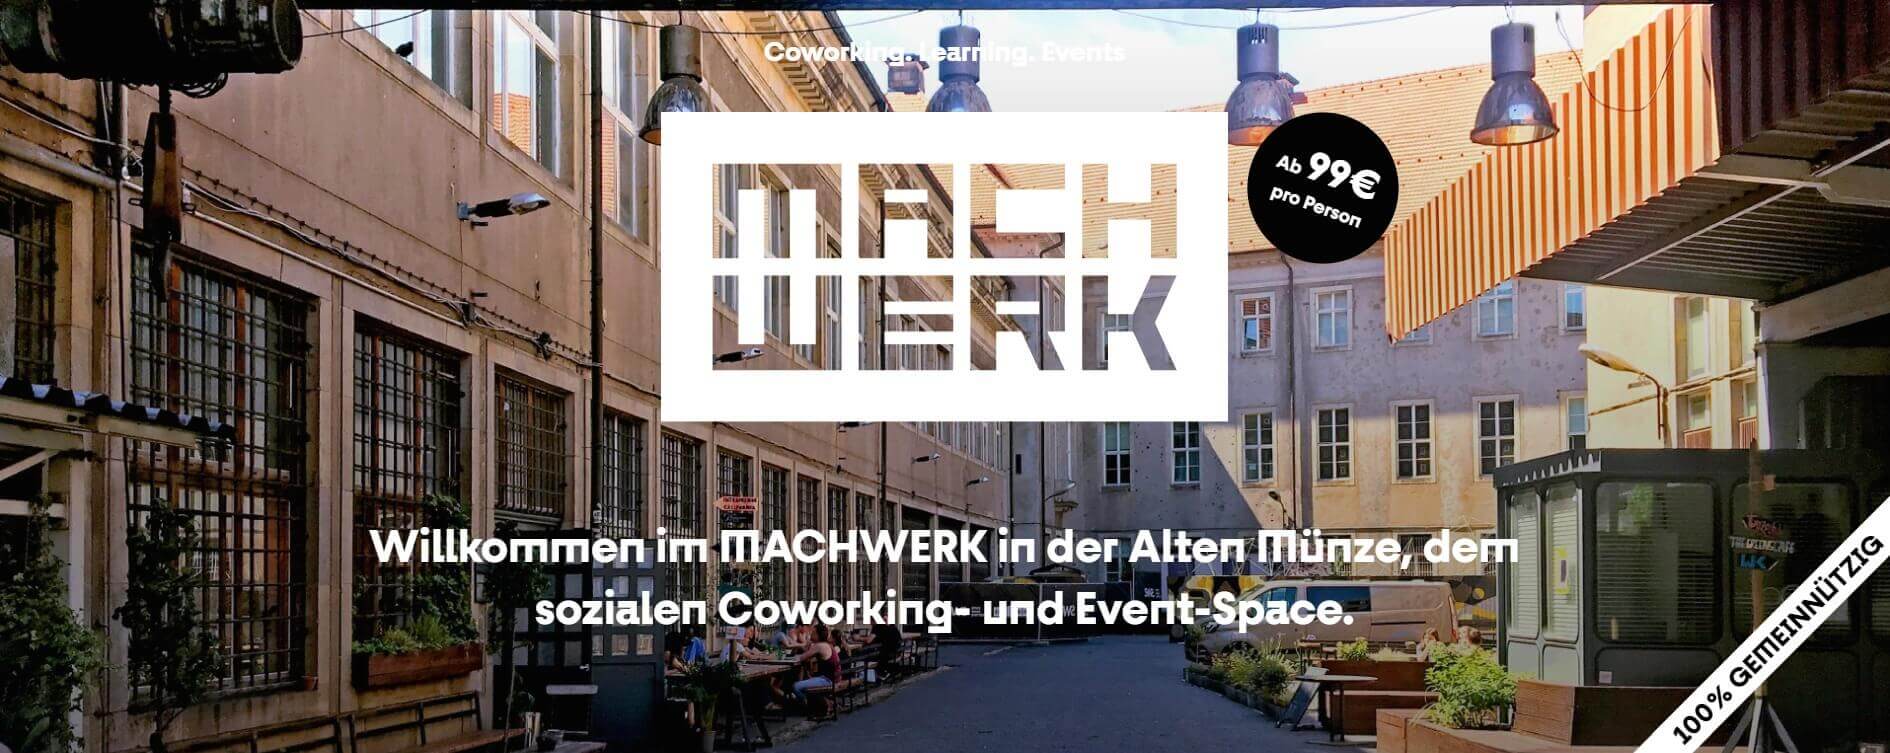 Coworking. Learning. Events
MACH
WERK
Ab 99€
pro Person
Willkommen im MACHWERK in der Alten Münze, dem
sozialen Coworking- und Event-Space.
100% GEMEINNÜTZIG